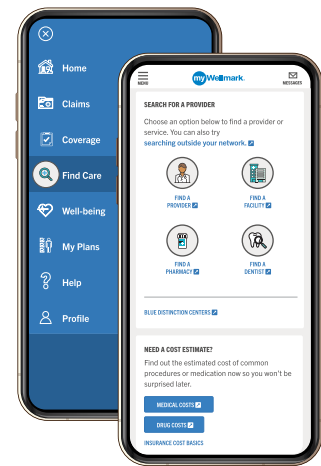 Home
Claims
Coverage
Find Care
Well-being
My Plans
Help
Profile
MENU
myWellmark.
MESSAGES
SEARCH FOR A PROVIDER
Choose an option below to find a provider or
service. You can also try
searching outside your network.
FIND A
PROVIDER
FIND A
FACILITY
FIND A
PHARMACY
FIND A
DENTIST
BLUE DISTINCTION CENTERS
NEED A COST ESTIMATE?
Find out the estimated cost of common
procedures or medication now so you won't be
surprised later.
MEDICAL COSTS
DRUG COSTS
INSURANCE COST BASICS